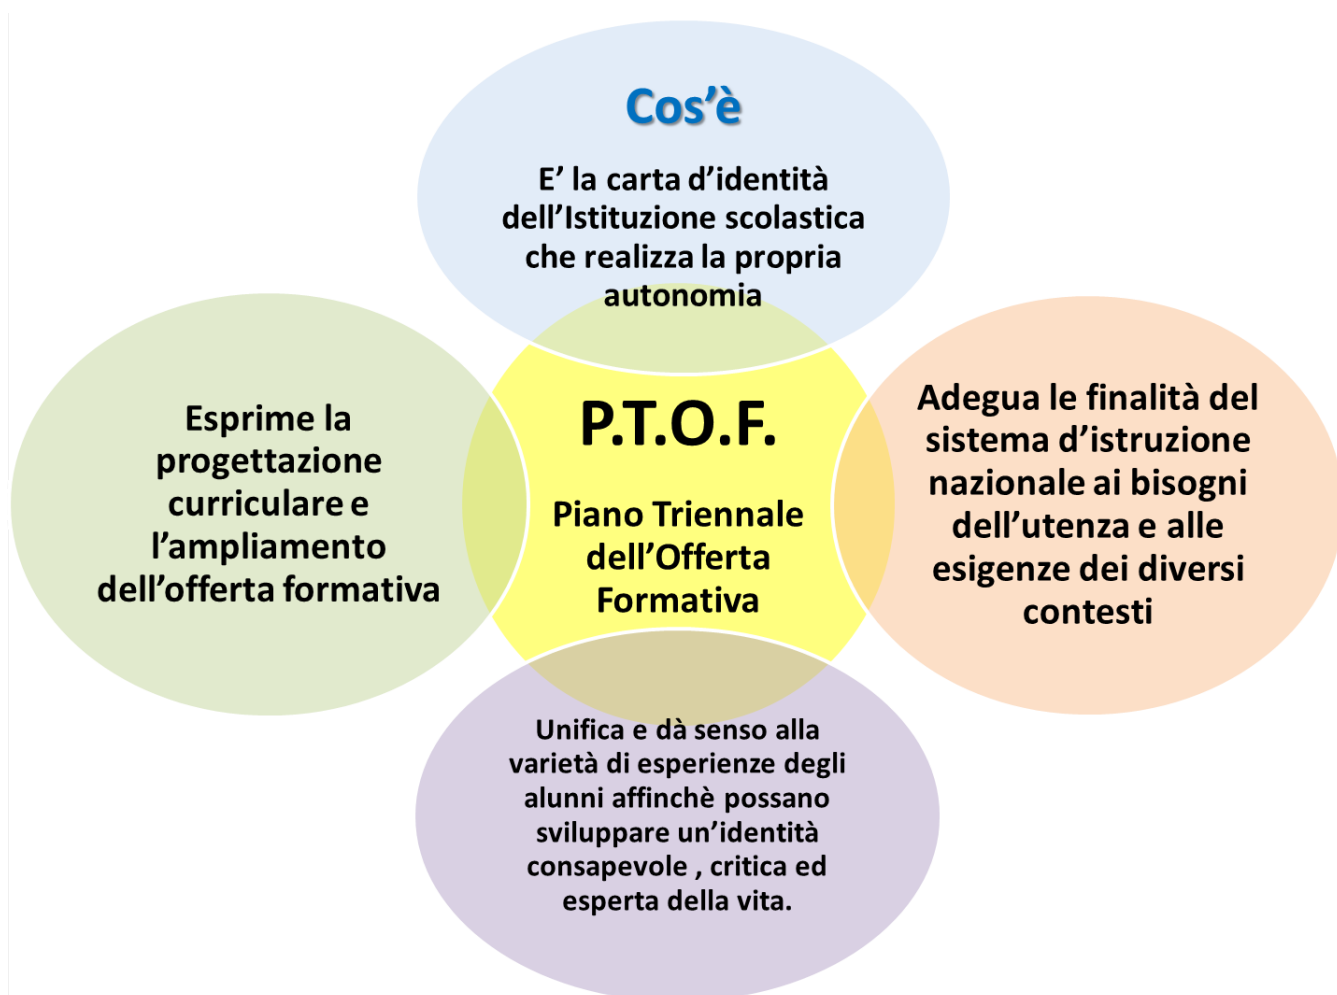 Cos’è
E’ la carta d’identità
dell’Istituzione scolastica
che realizza la propria
autonomia
Esprime la
progettazione
curriculare e
l’ampliamento
dell’offerta formativa
P.T.O.F.
Piano Triennale
dell’Offerta
Formativa
Adegua le finalità del
sistema d’istruzione
nazionale ai bisogni
dell’utenza e alle
esigenze dei diversi
contesti
Unifica e dà senso alla
varietà di esperienze degli
alunni affinchè possano
sviluppare un’identità
consapevole , critica ed
esperta della vita.